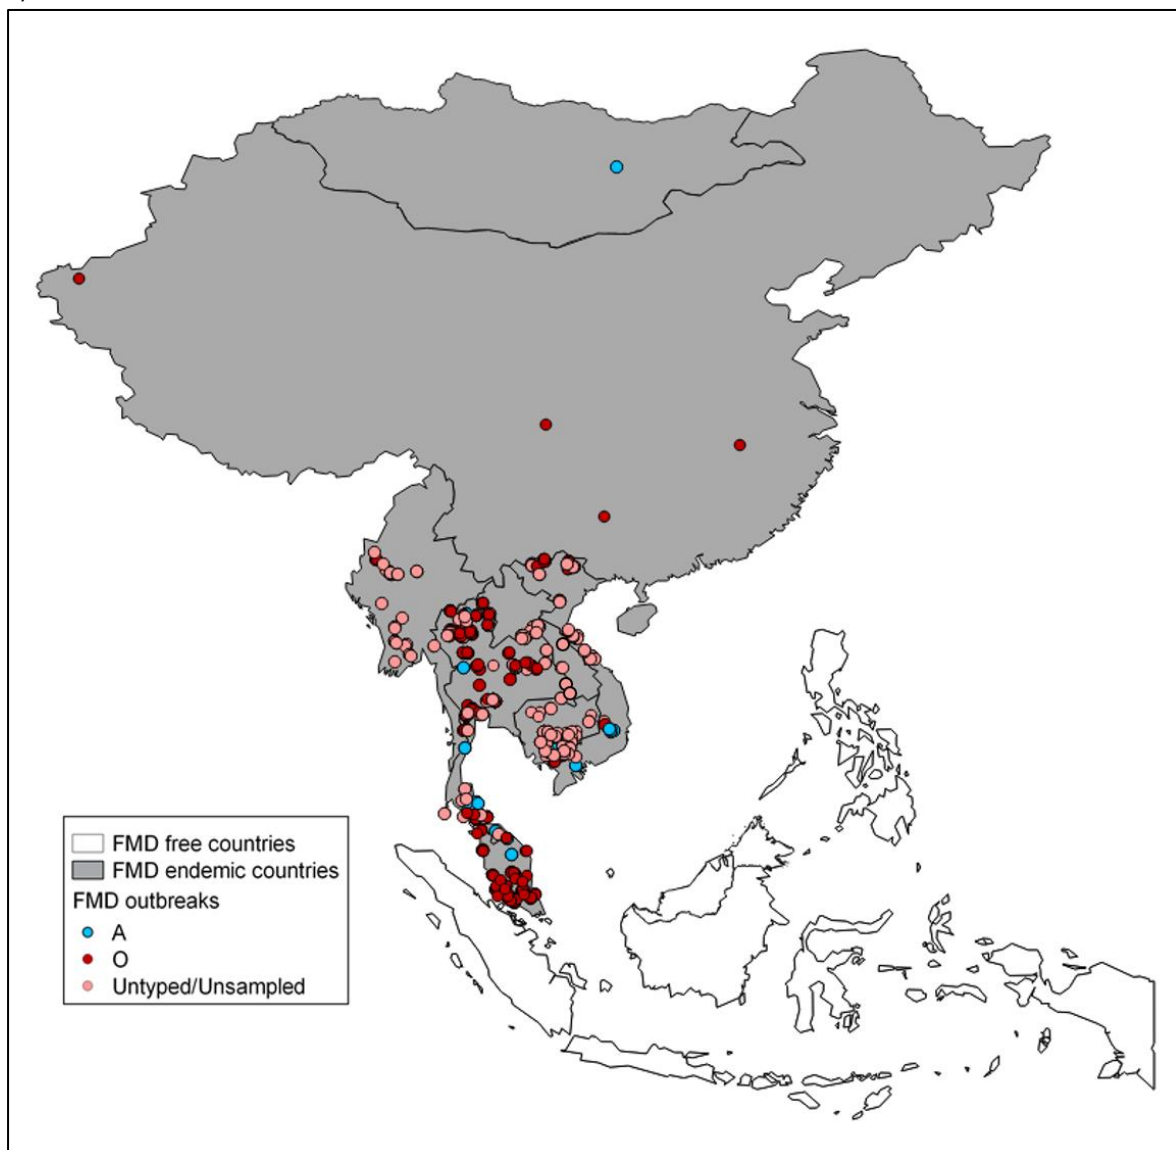 FMD free countries
FMD endemic countries
FMD outbreaks
A
O
Untyped/Unsampled